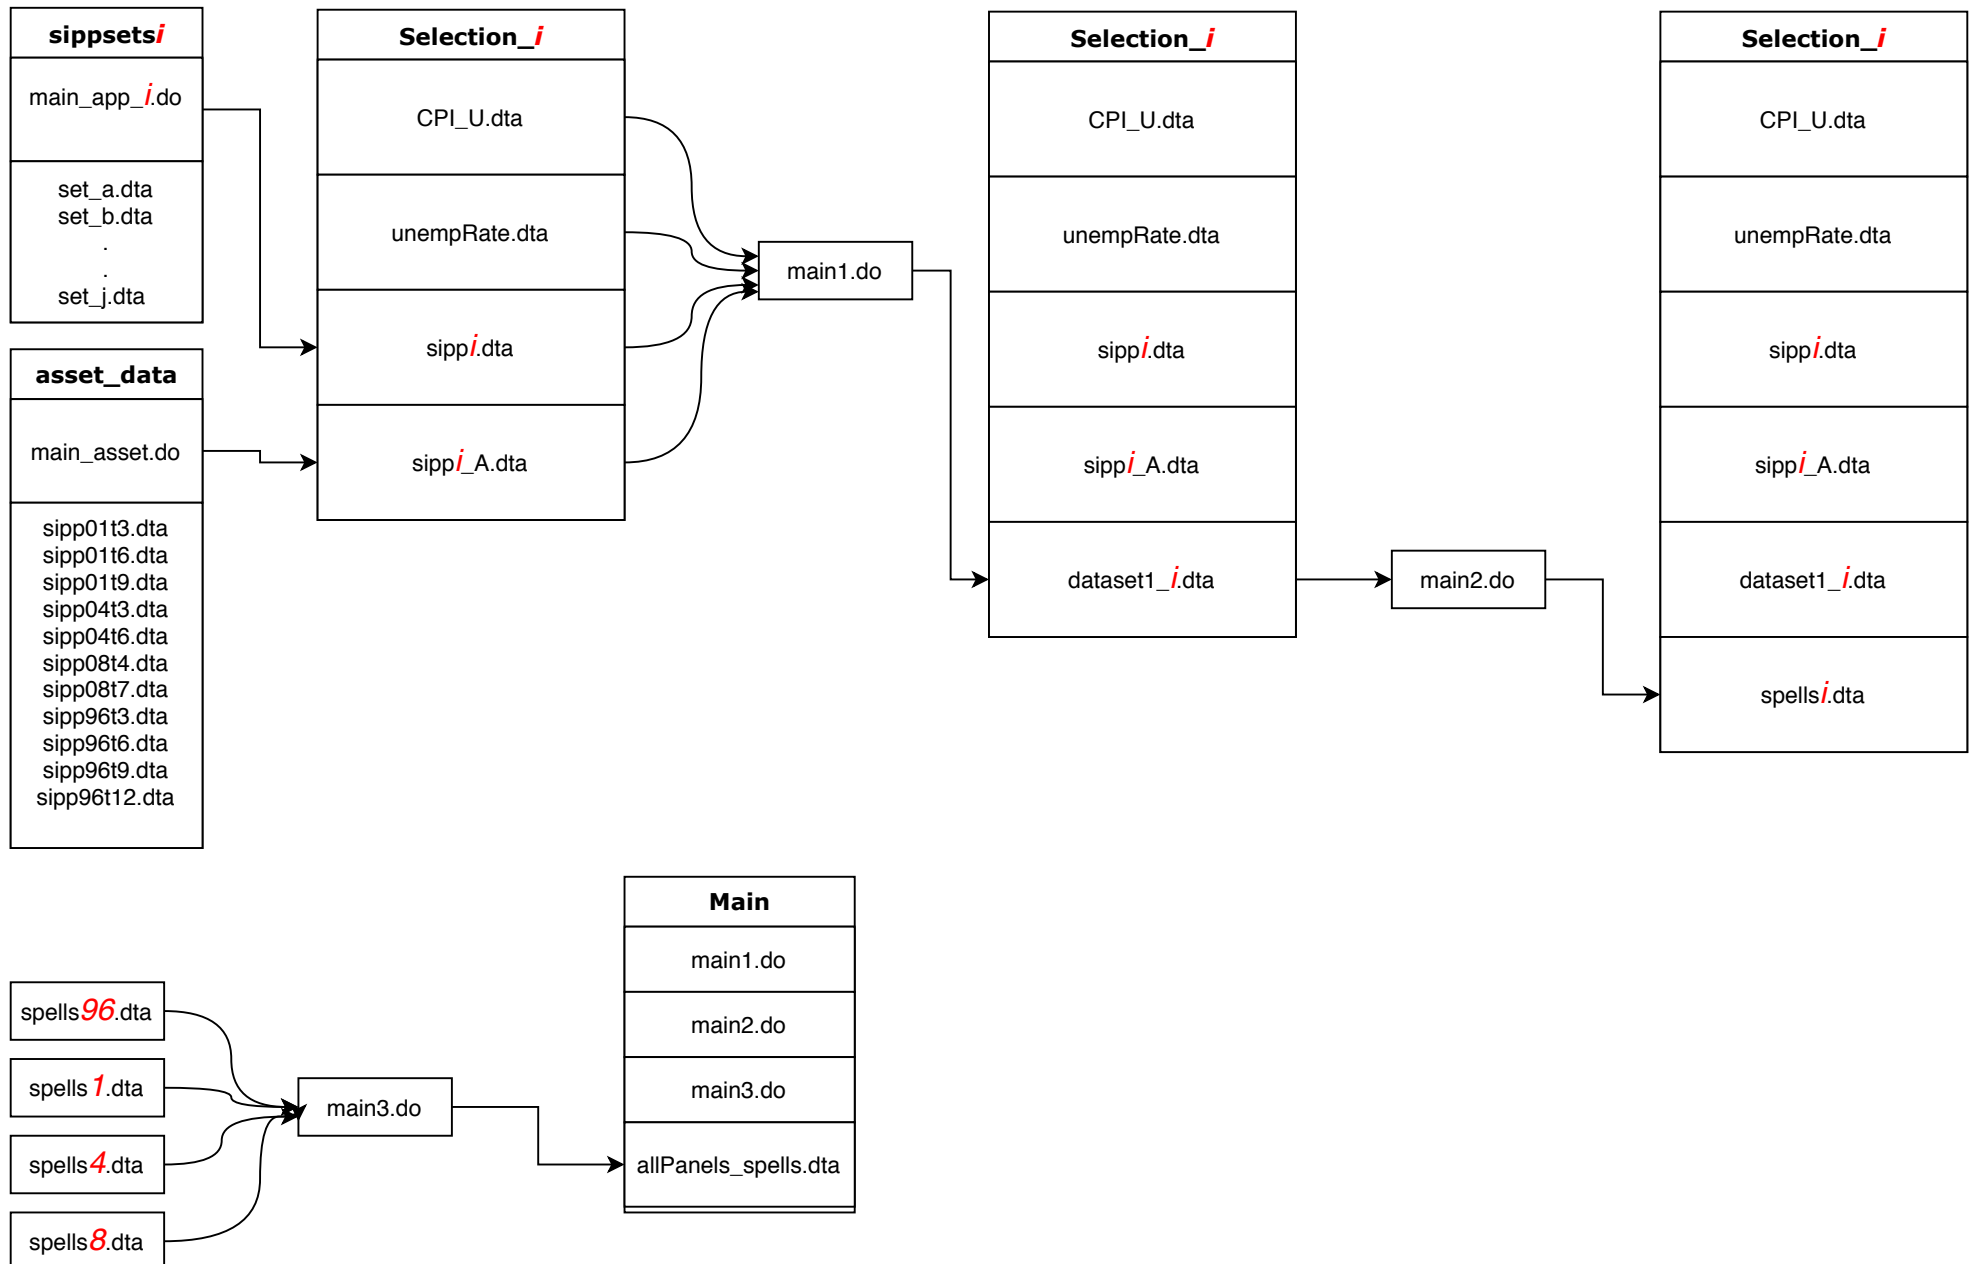 sippsetsi
main_app_i.do
set_a.dta
set_b.dta
.
.
set_j.dta
asset_data
main_asset.do
sipp01t3.dta
sipp01t6.dta
sipp01t9.dta
sipp04t3.dta
sipp04t6.dta
sipp08t4.dta
sipp08t7.dta
sipp96t3.dta
sipp96t6.dta
sipp96t9.dta
sipp96t12.dta
Selection_i
CPI_U.dta
unempRate.dta
sippi.dta
sippi_A.dta
main1.do
Selection_i
CPI_U.dta
unempRate.dta
sippi.dta
sippi_A.dta
dataset1_i.dta
main2.do
Selection_i
CPI_U.dta
unempRate.dta
sippi.dta
sippi_A.dta
dataset1_i.dta
spellsi.dta
spells96.dta
spells1.dta
spells4.dta
spells8.dta
main3.do
Main
main1.do
main2.do
main3.do
allPanels_spells.dta